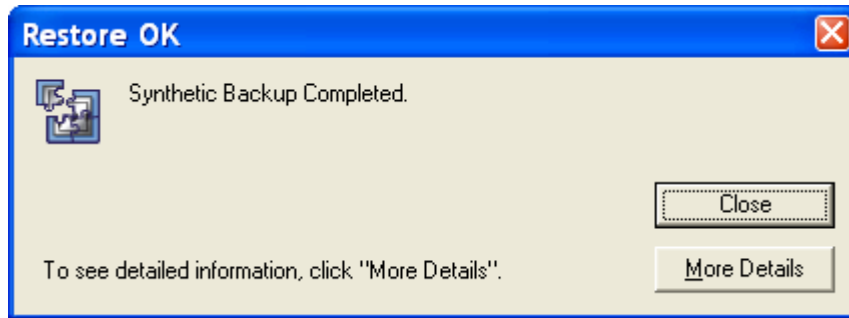 Restore OK
Synthetic Backup Completed.
Close
To see detailed information, click "More Details".
More Details